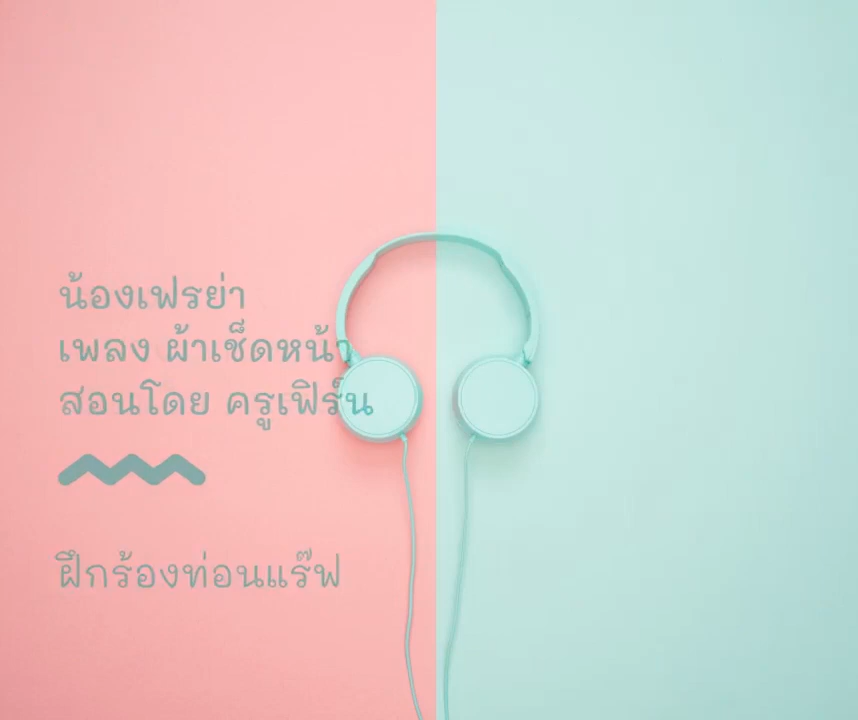 น้องเฟรย่า
เพลง ผ้าเช็ดหน้า
สอนโดย ครูเฟิร์น
ฝึกร้องท่อนแร๊ฟ